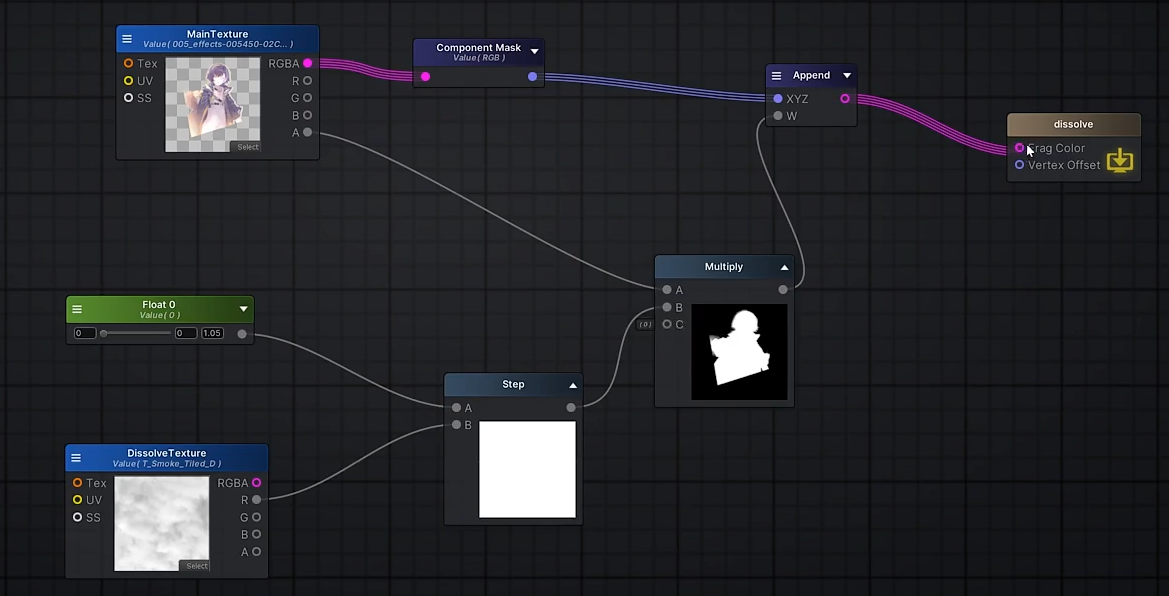 MainTexture
Value( 005_effects-005450-02C... )
Tex
RGBA
UV
R
SS
G
B
A
Select
Component Mask
Value( RGB )
Append
XYZ
W
dissolve
Frag Color
Vertex Offset
Multiply
A
B
(0) C
Float 0
Value( 0 )
0 0 1.05
Step
A
B
DissolveTexture
Value( T_Smoke_Tiled_D )
Tex
RGBA
UV
R
SS
G
B
A
Select